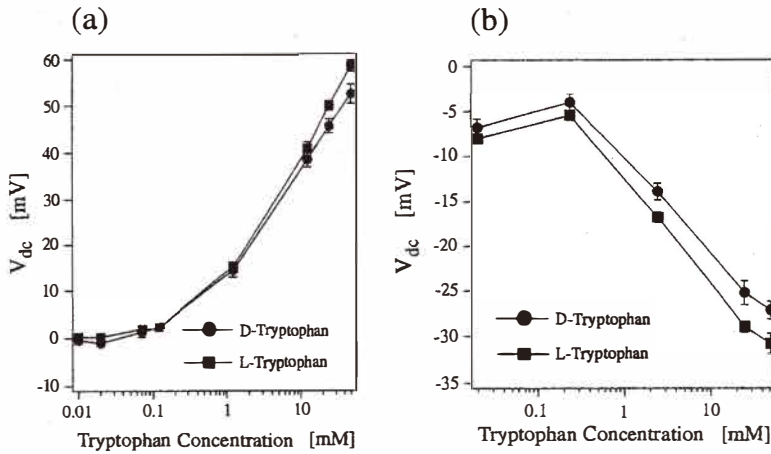 (a)
60
50
40
30
20
10
0
-10
V_dc [mV]
D-Tryptophan
L-Tryptophan
0.01 0.1 1 10
Tryptophan Concentration [mM]
(b)
0
-5
-10
-15
-20
-25
-30
-35
V_dc [mV]
D-Tryptophan
L-Tryptophan
0.1 1 10
Tryptophan Concentration [mM]